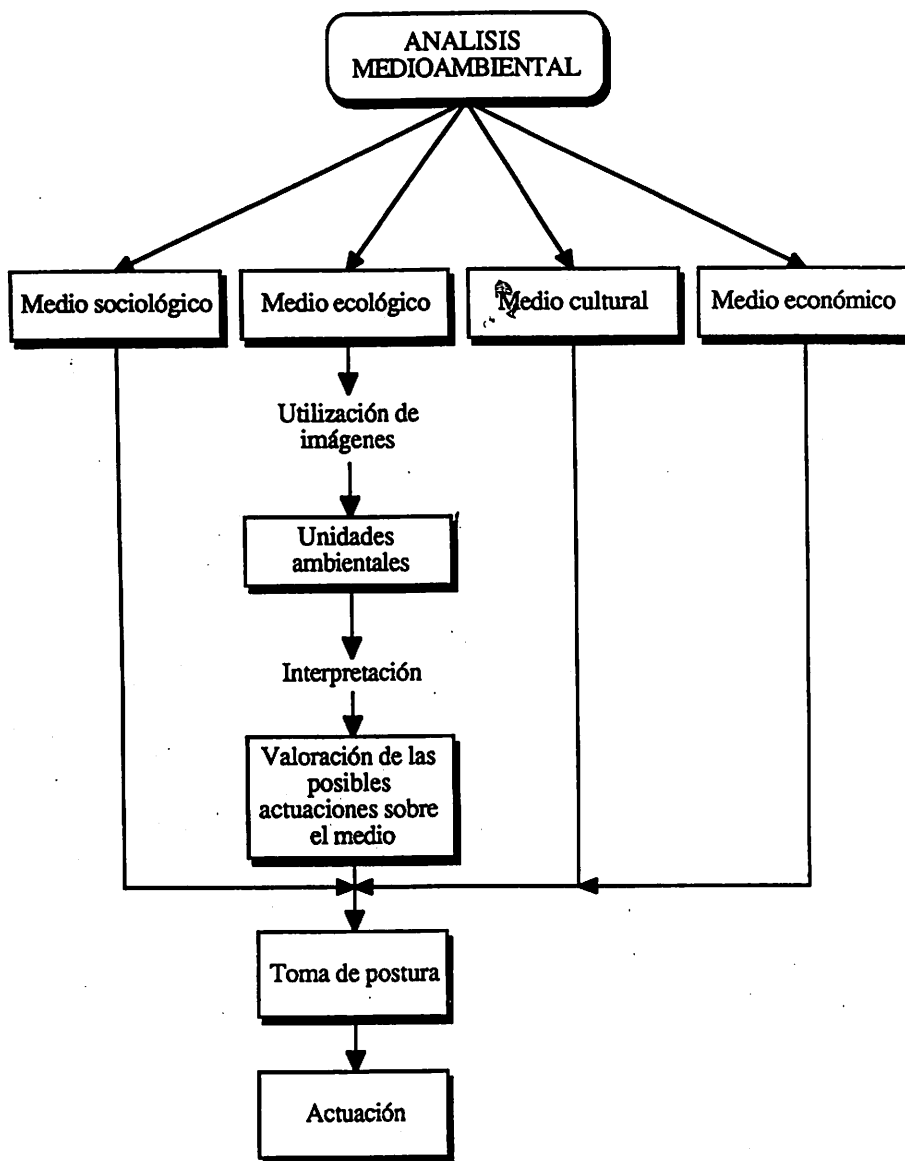 ANALISIS
MEDIOAMBIENTAL
Medio sociológico
Medio ecológico
Medio cultural
Medio económico
Utilización de
imágenes
Unidades
ambientales
Interpretación
Valoración de las
posibles
actuaciones sobre
el medio
Toma de postura
Actuación